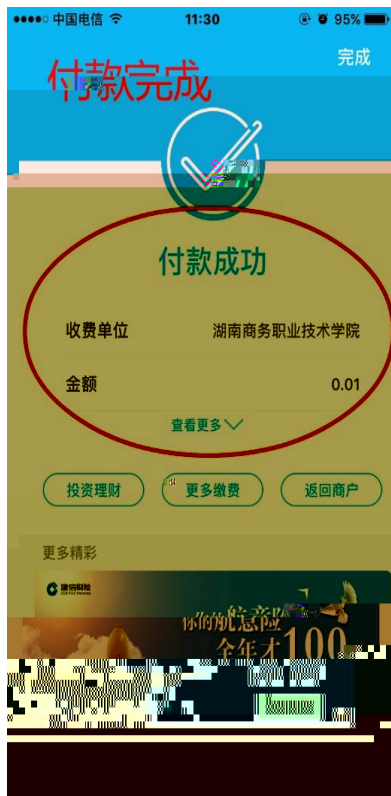 中国电信 11:30 95%
完成
付款完成
付款成功
收费单位 湖南商务职业技术学院
金额 0.01
查看更多
投资理财 更多缴费 返回商户
更多精彩
建信财险
你的航意险
全年才100